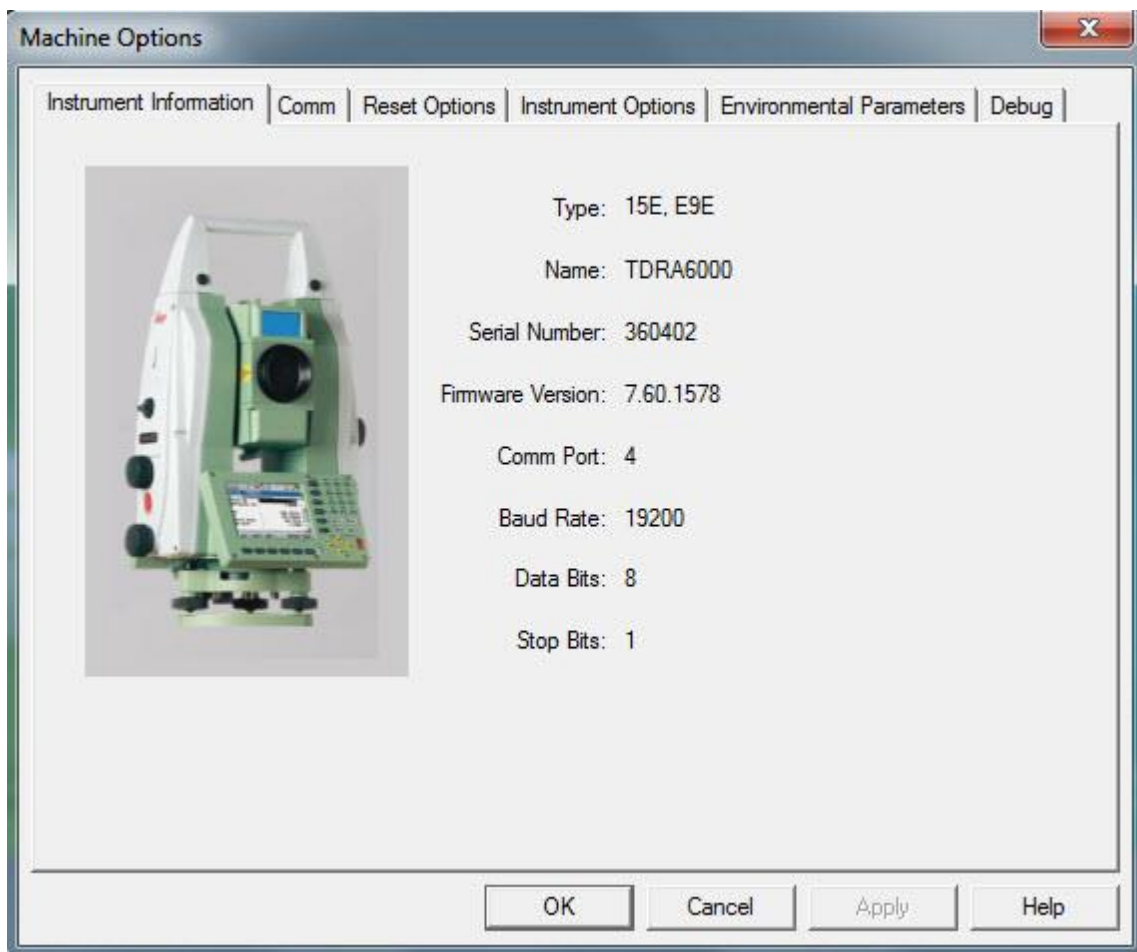 Machine Options
Instrument Information Comm Reset Options Instrument Options Environmental Parameters Debug
Type: 15E, E9E
Name: TDRA6000
Serial Number: 360402
Firmware Version: 7.60.1578
Comm Port: 4
Baud Rate: 19200
Data Bits: 8
Stop Bits: 1
OK Cancel Apply Help